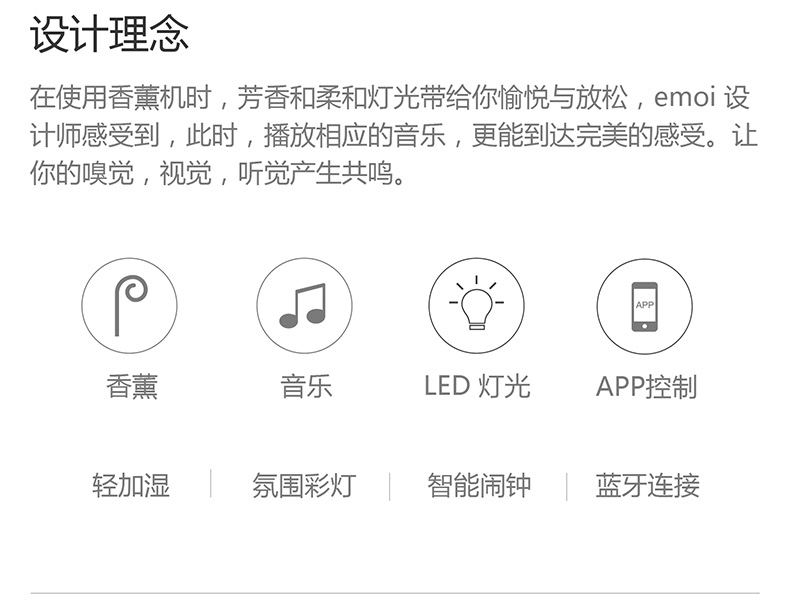 设计理念
在使用香薰机时，芳香和柔和灯光带给你愉悦与放松，emoi 设
计师感受到，此时，播放相应的音乐，更能到达完美的感受。让
你的嗅觉，视觉，听觉产生共鸣。
APP
香薰 音乐 LED 灯光 APP控制
轻加湿 氛围彩灯 智能闹钟 蓝牙连接